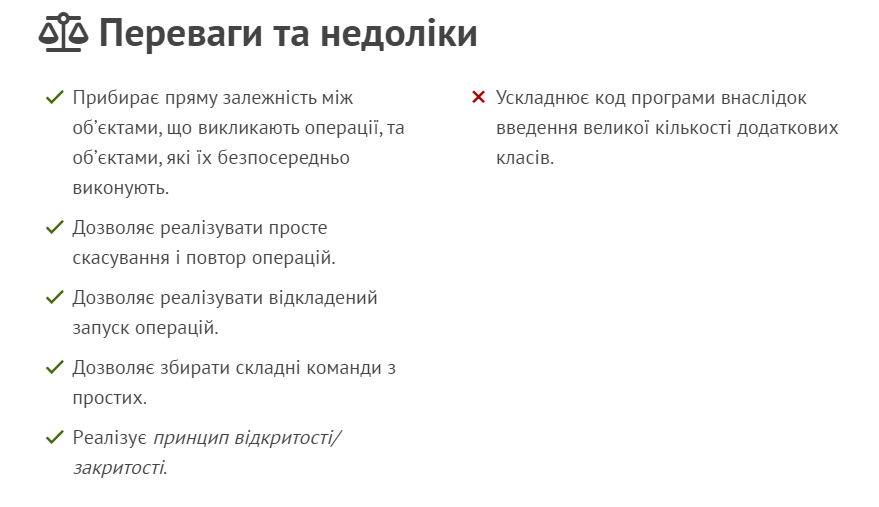 Переваги та недоліки
Прибирає пряму залежність між
об’єктами, що викликають операції, та
об’єктами, які їх безпосередньо
виконують.
Дозволяє реалізувати просте
скасування і повтор операцій.
Дозволяє реалізувати відкладений
запуск операцій.
Дозволяє збирати складні команди з
простих.
Реалізує принцип відкритості/
закритості.
Ускладнює код програми внаслідок
введення великої кількості додаткових
класів.